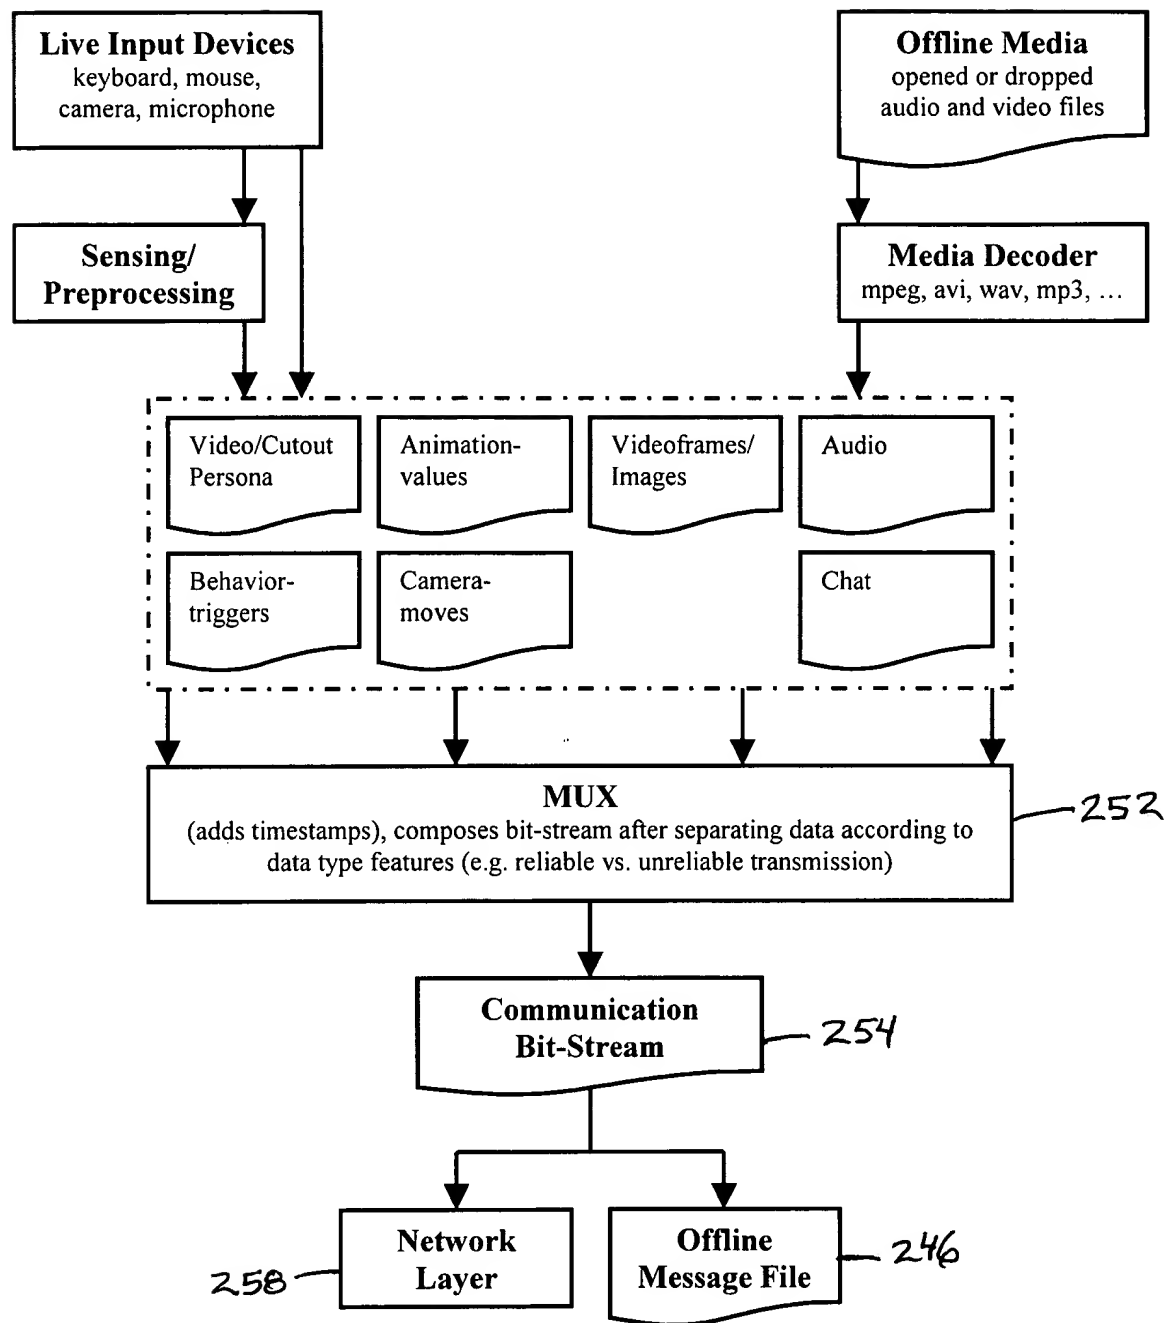 Live Input Devices
keyboard, mouse,
camera, microphone
Offline Media
opened or dropped
audio and video files
Sensing/
Preprocessing
Media Decoder
mpeg, avi, wav, mp3, ...
Video/Cutout
Persona
Animation-
values
Videoframes/
Images
Audio
Behavior-
triggers
Camera-
moves
Chat
MUX
(adds timestamps), composes bit-stream after separating data according to
data type features (e.g. reliable vs. unreliable transmission)
252
Communication
Bit-Stream
254
Network
Layer
258
Offline
Message File
246